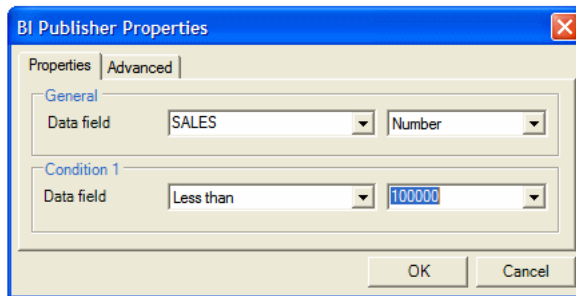 BI Publisher Properties
Properties Advanced
General
Data field SALES Number
Condition 1
Data field Less than 100000
OK Cancel